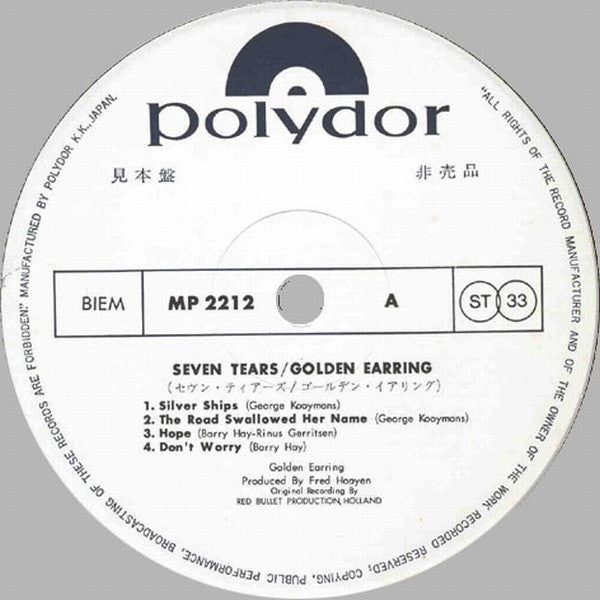 polydor
見本盤
非売品
BIEM
MP 2212
A
ST 33
SEVEN TEARS/GOLDEN EARRING
(セヴン・ティアーズ/ゴールデン・イアリング)
1. Silver Ships (George Kooymans)
2. The Road Swallowed Her Name (George Kooymans)
3. Hope (Barry Hay-Rinus Gerritsen)
4. Don't Worry (Barry Hay)
Golden Earring
Produced By Fred Haayen
Original Recording By
RED BULLET PRODUCTION, HOLLAND
"ALL RIGHTS OF THE RECORD MANUFACTURER AND OF THE OWNER OF THE WORK RECORDED RESERVED, COPYING, PUBLIC PERFORMANCE, BROADCASTING OF THESE RECORDS ARE FORBIDDEN." MANUFACTURED BY POLYDOR K.K., JAPAN.